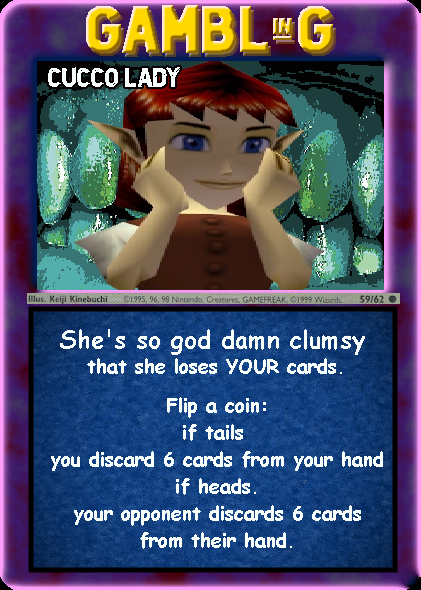 GAMBLING
CUCCO LADY
Illus. Keiji Kinebuchi ©1995, 96, 98 Nintendo, Creatures, GAMEFREAK. ©1999 Wizards. 59/62 ●
She's so god damn clumsy
that she loses YOUR cards.
Flip a coin:
if tails
you discard 6 cards from your hand
if heads.
your opponent discards 6 cards
from their hand.